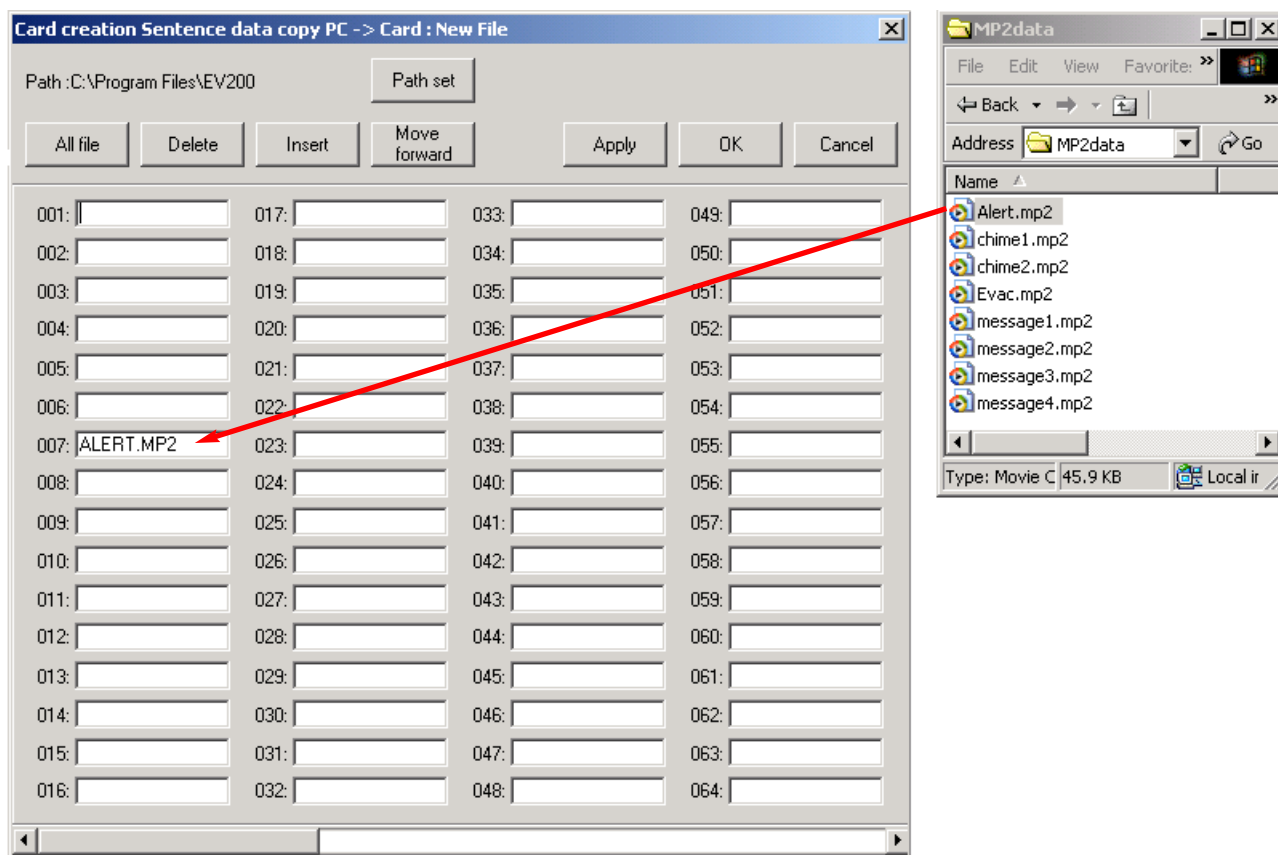 Card creation Sentence data copy PC -> Card : New File
Path :C:\Program Files\EV200
Path set
All file
Delete
Insert
Move
forward
Apply
OK
Cancel
001:
017:
033:
049:
002:
018:
034:
050:
003:
019:
035:
051:
004:
020:
036:
052:
005:
021:
037:
053:
006:
022:
038:
054:
007: ALERT.MP2
023:
039:
055:
008:
024:
040:
056:
009:
025:
041:
057:
010:
026:
042:
058:
011:
027:
043:
059:
012:
028:
044:
060:
013:
029:
045:
061:
014:
030:
046:
062:
015:
031:
047:
063:
016:
032:
048:
064:
MP2data
File Edit View Favorite: »
Back »
Address MP2data Go
Name
Alert.mp2
chime1.mp2
chime2.mp2
Evac.mp2
message1.mp2
message2.mp2
message3.mp2
message4.mp2
Type: Movie C 45.9 KB Local ir